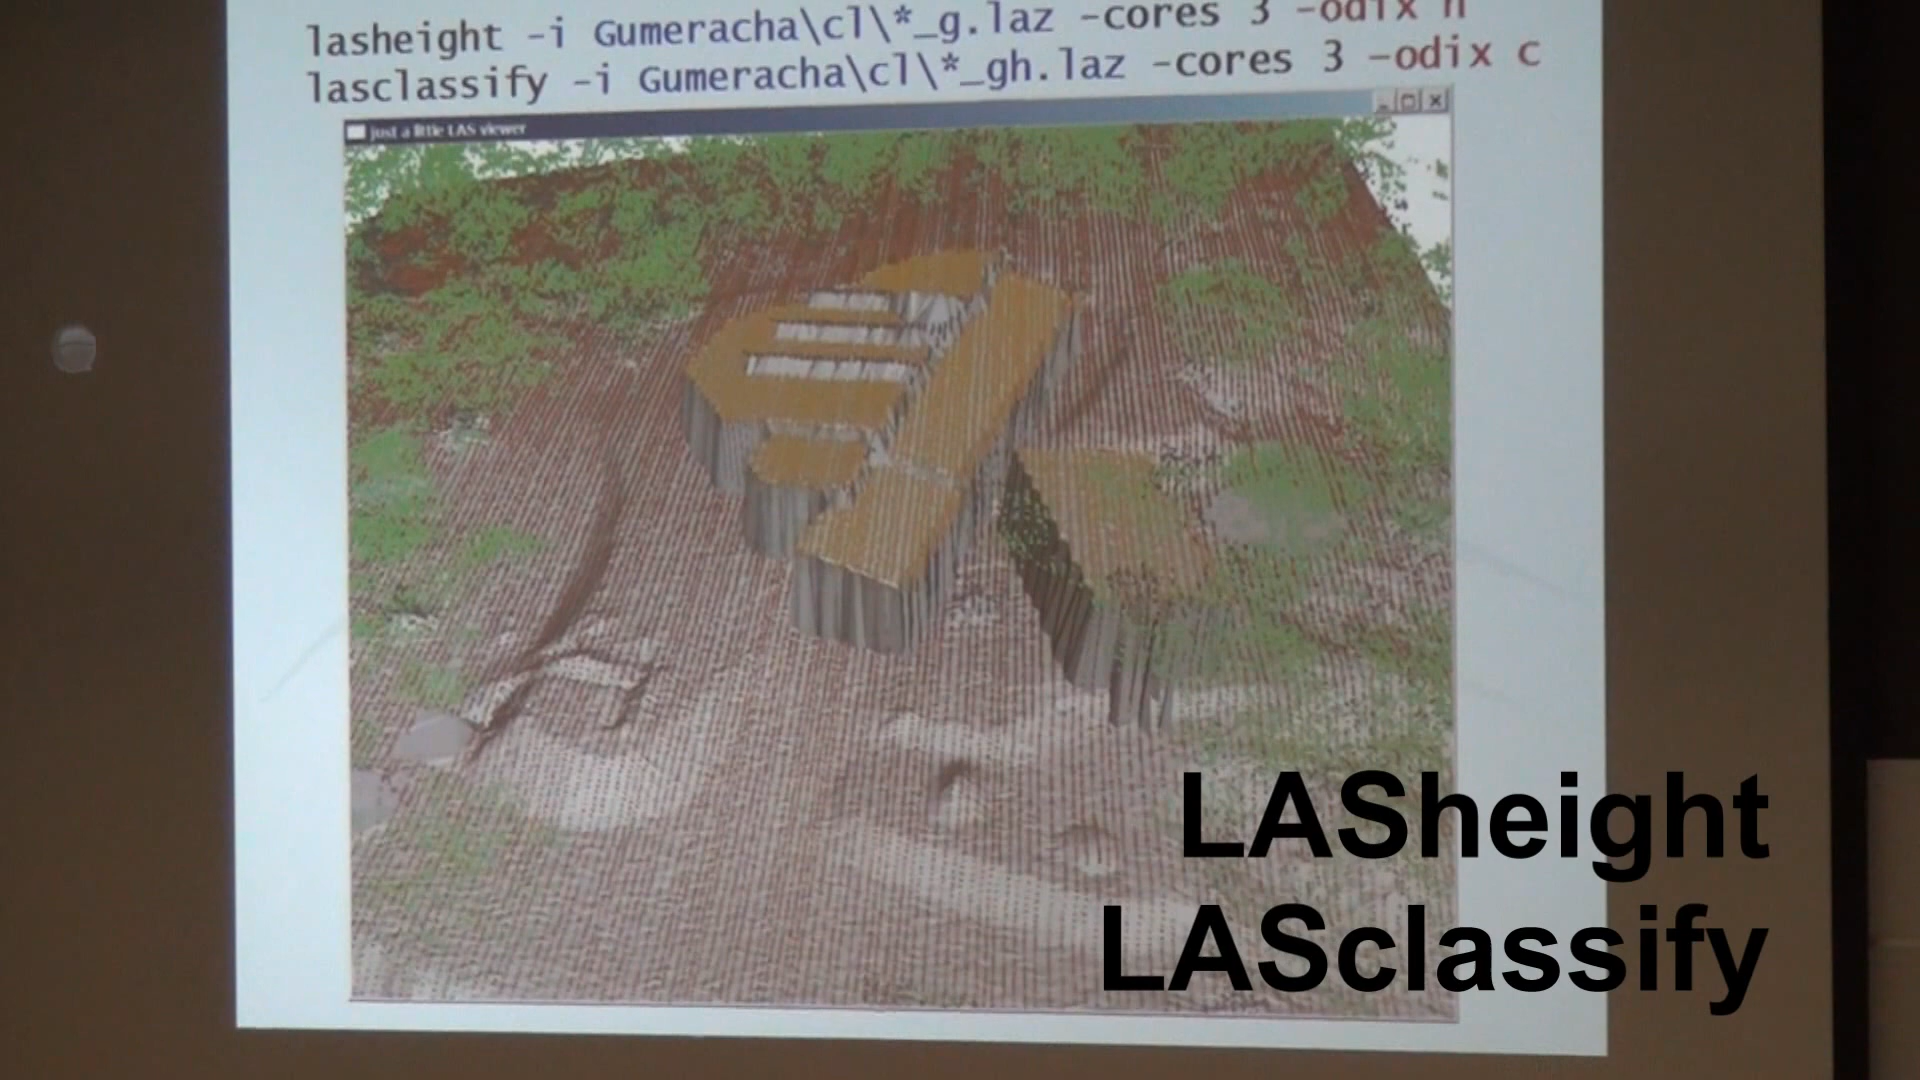 lasheight -i Gumeracha\cl\*_g.laz -cores 3 -odix h
lasclassify -i Gumeracha\cl\*_gh.laz -cores 3 -odix c
just a little LAS viewer
LASheight
LASclassify